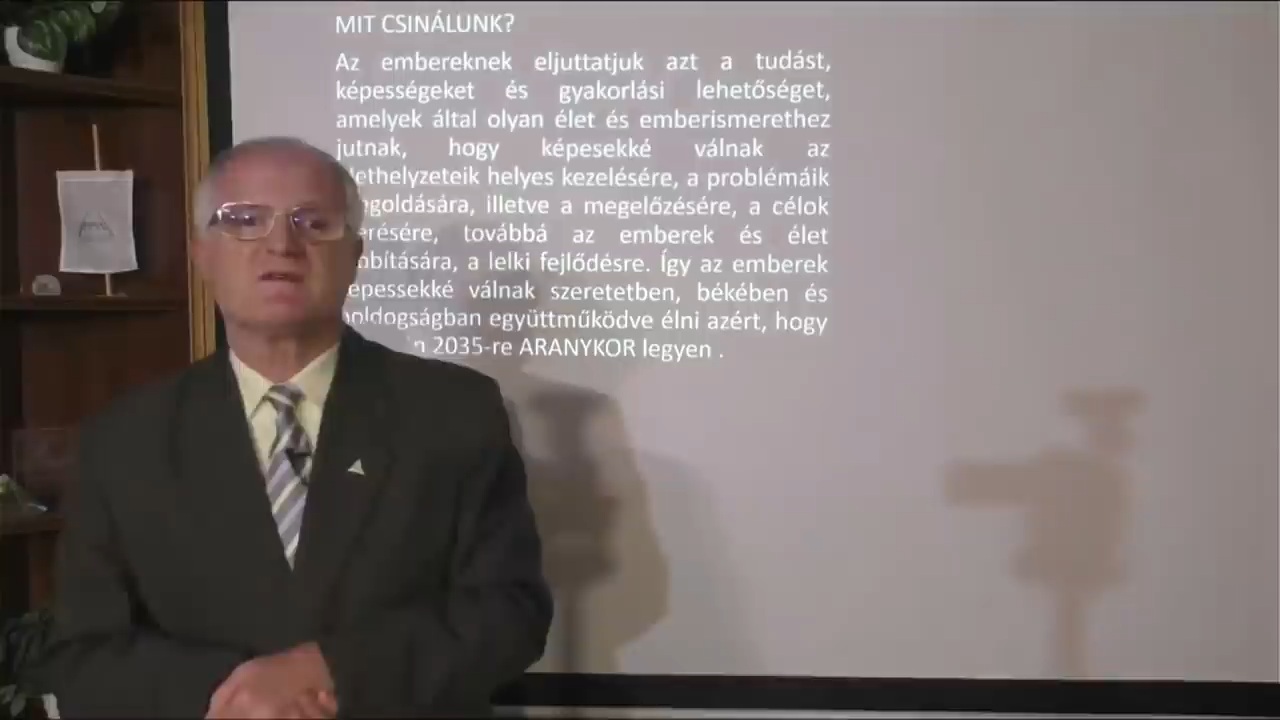 MIT CSINÁLUNK?
Az embereknek eljuttatjuk azt a tudást,
képességeket és gyakorlási lehetőséget,
amelyek által olyan élet és emberismerethez
jutnak, hogy képesekké válnak az
helyes kezelésére, a problémáik
illetve a megelőzésére, a célok
továbbá az emberek és élet
a lelki fejlődésre. Így az emberek
válnak szeretetben, békében és
együttműködve élni azért, hogy
2035-re ARANYKOR legyen .